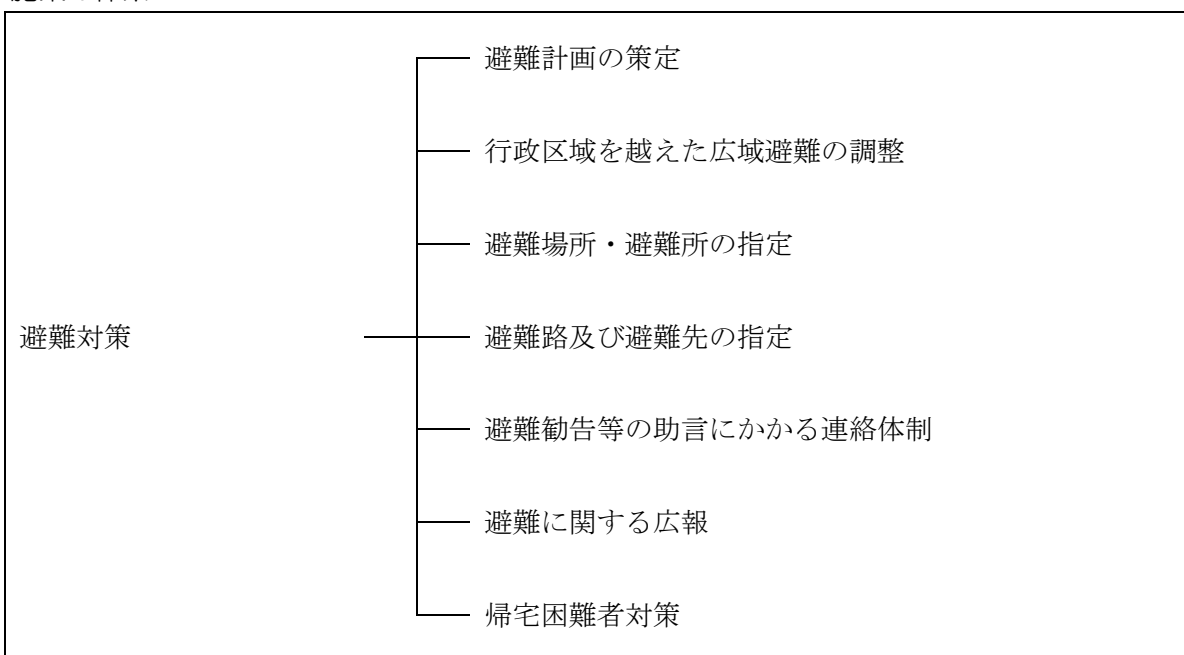 避難計画の策定
行政区域を越えた広域避難の調整
避難場所・避難所の指定
避難対策
避難路及び避難先の指定
避難勧告等の助言にかかる連絡体制
避難に関する広報
帰宅困難者対策